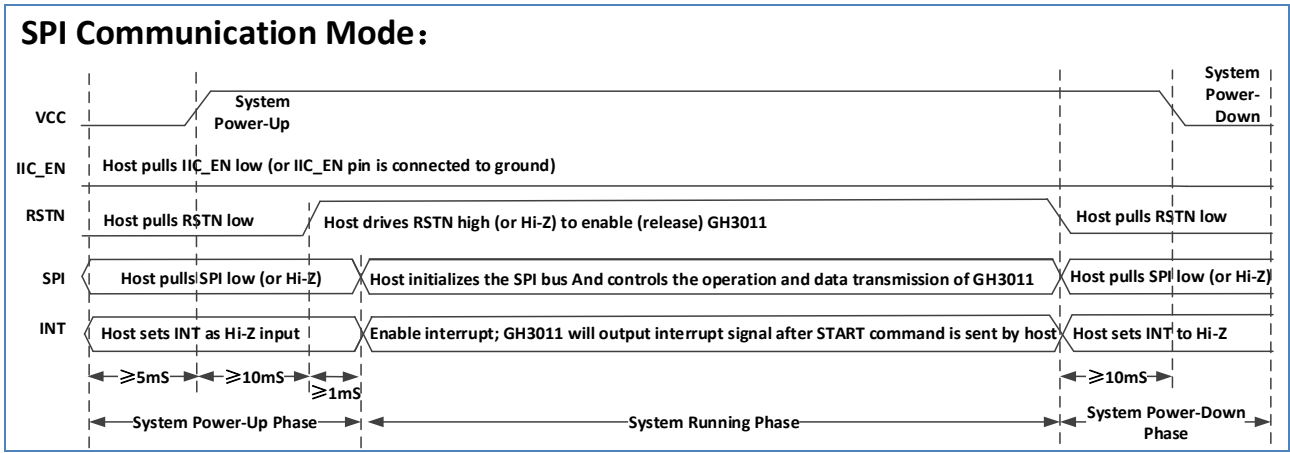 SPI Communication Mode：
VCC
System
Power-Up
System
Power-
Down
IIC_EN
Host pulls IIC_EN low (or IIC_EN pin is connected to ground)
RSTN
Host pulls RSTN low
Host drives RSTN high (or Hi-Z) to enable (release) GH3011
Host pulls RSTN low
SPI
Host pulls SPI low (or Hi-Z)
Host initializes the SPI bus And controls the operation and data transmission of GH3011
Host pulls SPI low (or Hi-Z)
INT
Host sets INT as Hi-Z input
Enable interrupt; GH3011 will output interrupt signal after START command is sent by host
Host sets INT to Hi-Z
≥5mS
≥10mS
≥1mS
≥10mS
System Power-Up Phase
System Running Phase
System Power-Down
Phase